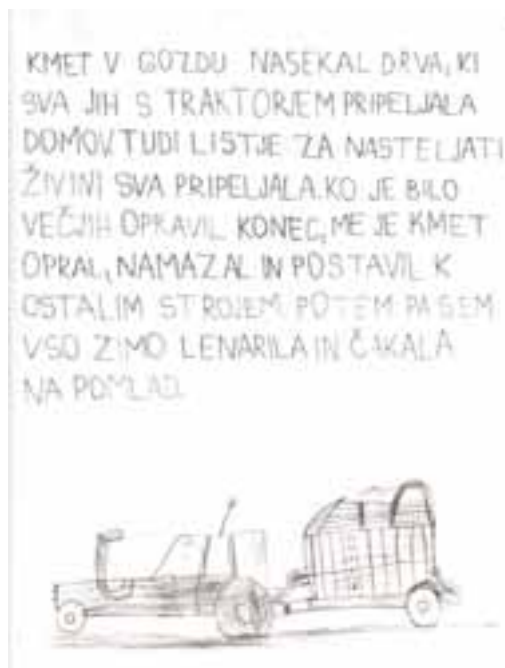 KMET V GOZDU NASEKAL DRVA, KI
SVA JIH S TRAKTORJEM PRIPELJALA
DOMOV. TUDI LISTJE ZA NASTELJATI
ŽIVINI SVA PRIPELJALA. KO JE BILO
VEČJIH OPRAVIL KONEC, ME JE KMET
OPRAL, NAMAZAL IN POSTAVIL K
OSTALIM STROJEM. POTEM PA SEM
VSO ZIMO LENARILA IN ČAKALA
NA POMLAD.